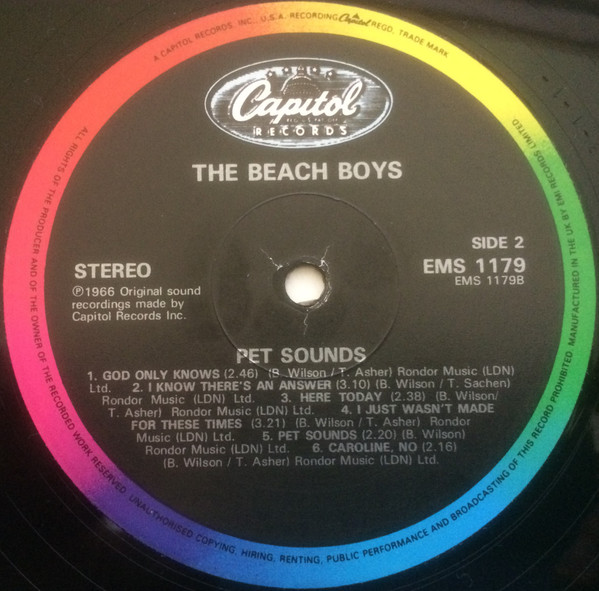 A CAPITOL RECORDS, INC., U.S.A. RECORDING Capitol REGD. TRADE MARK
Capitol
RECORDS
THE BEACH BOYS
SIDE 2
STEREO
EMS 1179
EMS 1179B
℗1966 Original sound
recordings made by
Capitol Records Inc.
PET SOUNDS
1. GOD ONLY KNOWS (2.46) (B. Wilson / T. Asher) Rondor Music (LDN)
Ltd. 2. I KNOW THERE'S AN ANSWER (3.10) (B. Wilson / T. Sachen)
Rondor Music (LDN) Ltd. 3. HERE TODAY (2.38) (B. Wilson/
T. Asher) Rondor Music (LDN) Ltd. 4. I JUST WASN'T MADE
FOR THESE TIMES (3.21) (B. Wilson / T. Asher) Rondor
Music (LDN) Ltd. 5. PET SOUNDS (2.20) (B. Wilson)
Rondor Music (LDN) Ltd. 6. CAROLINE, NO (2.16)
(B. Wilson / T. Asher) Rondor Music (LDN) Ltd.
ALL RIGHTS OF THE PRODUCER AND OF THE OWNER OF THE RECORDED WORK RESERVED. UNAUTHORISED COPYING, HIRING, RENTING, PUBLIC PERFORMANCE AND BROADCASTING OF THIS RECORD PROHIBITED. MANUFACTURED IN THE UK BY EMI RECORDS LIMITED